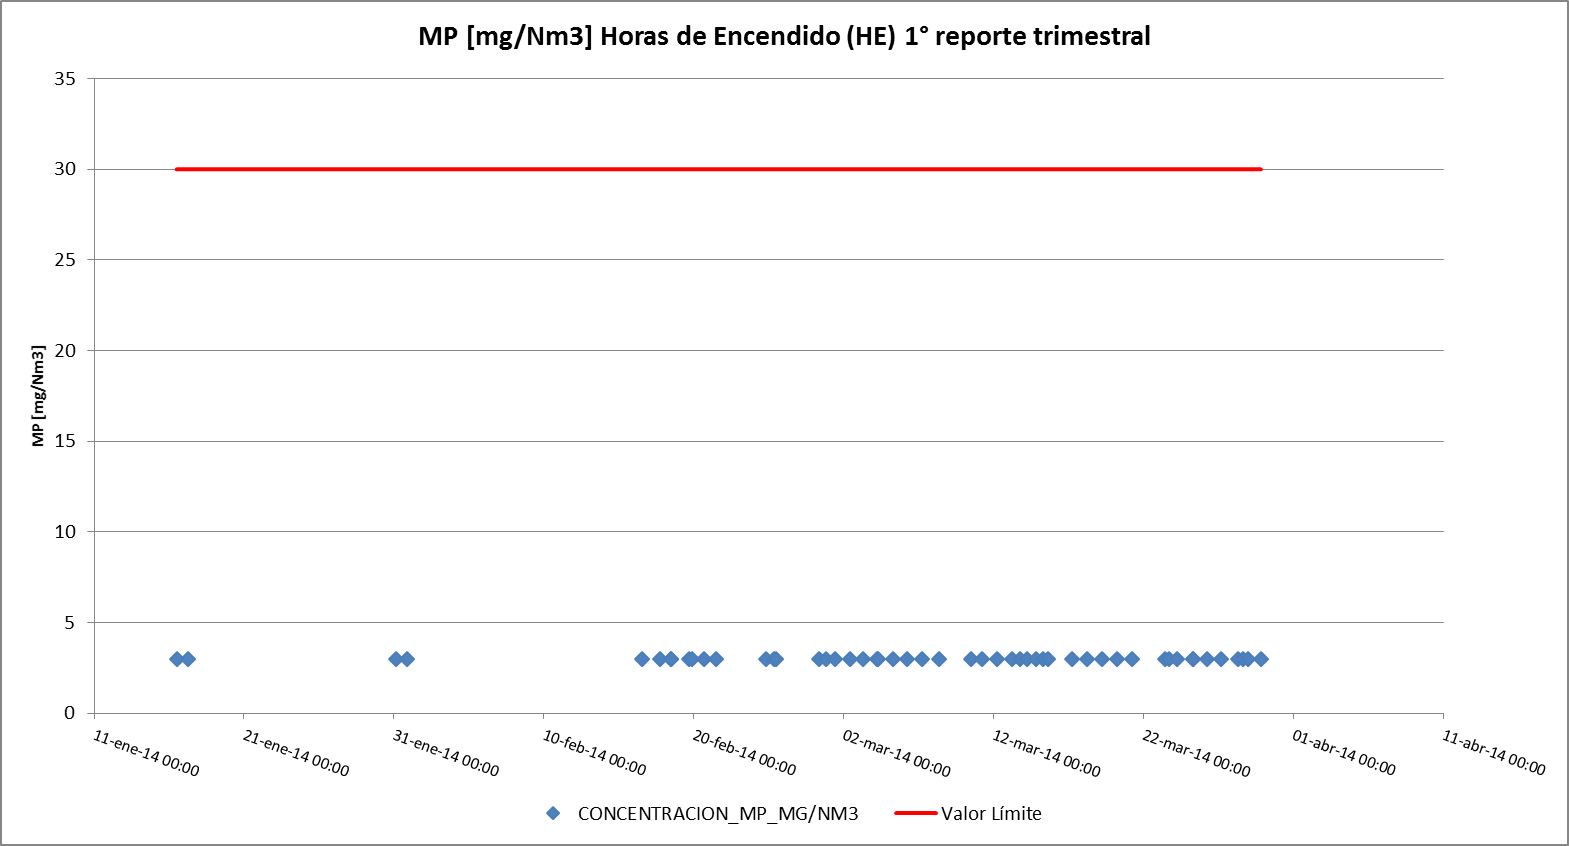 MP [mg/Nm3] Horas de Encendido (HE) 1° reporte trimestral
35
30
25
20
15
10
5
0
MP [mg/Nm3]
11-ene-14 00:00
21-ene-14 00:00
31-ene-14 00:00
10-feb-14 00:00
20-feb-14 00:00
02-mar-14 00:00
12-mar-14 00:00
22-mar-14 00:00
01-abr-14 00:00
11-abr-14 00:00
CONCENTRACION_MP_MG/NM3
Valor Límite